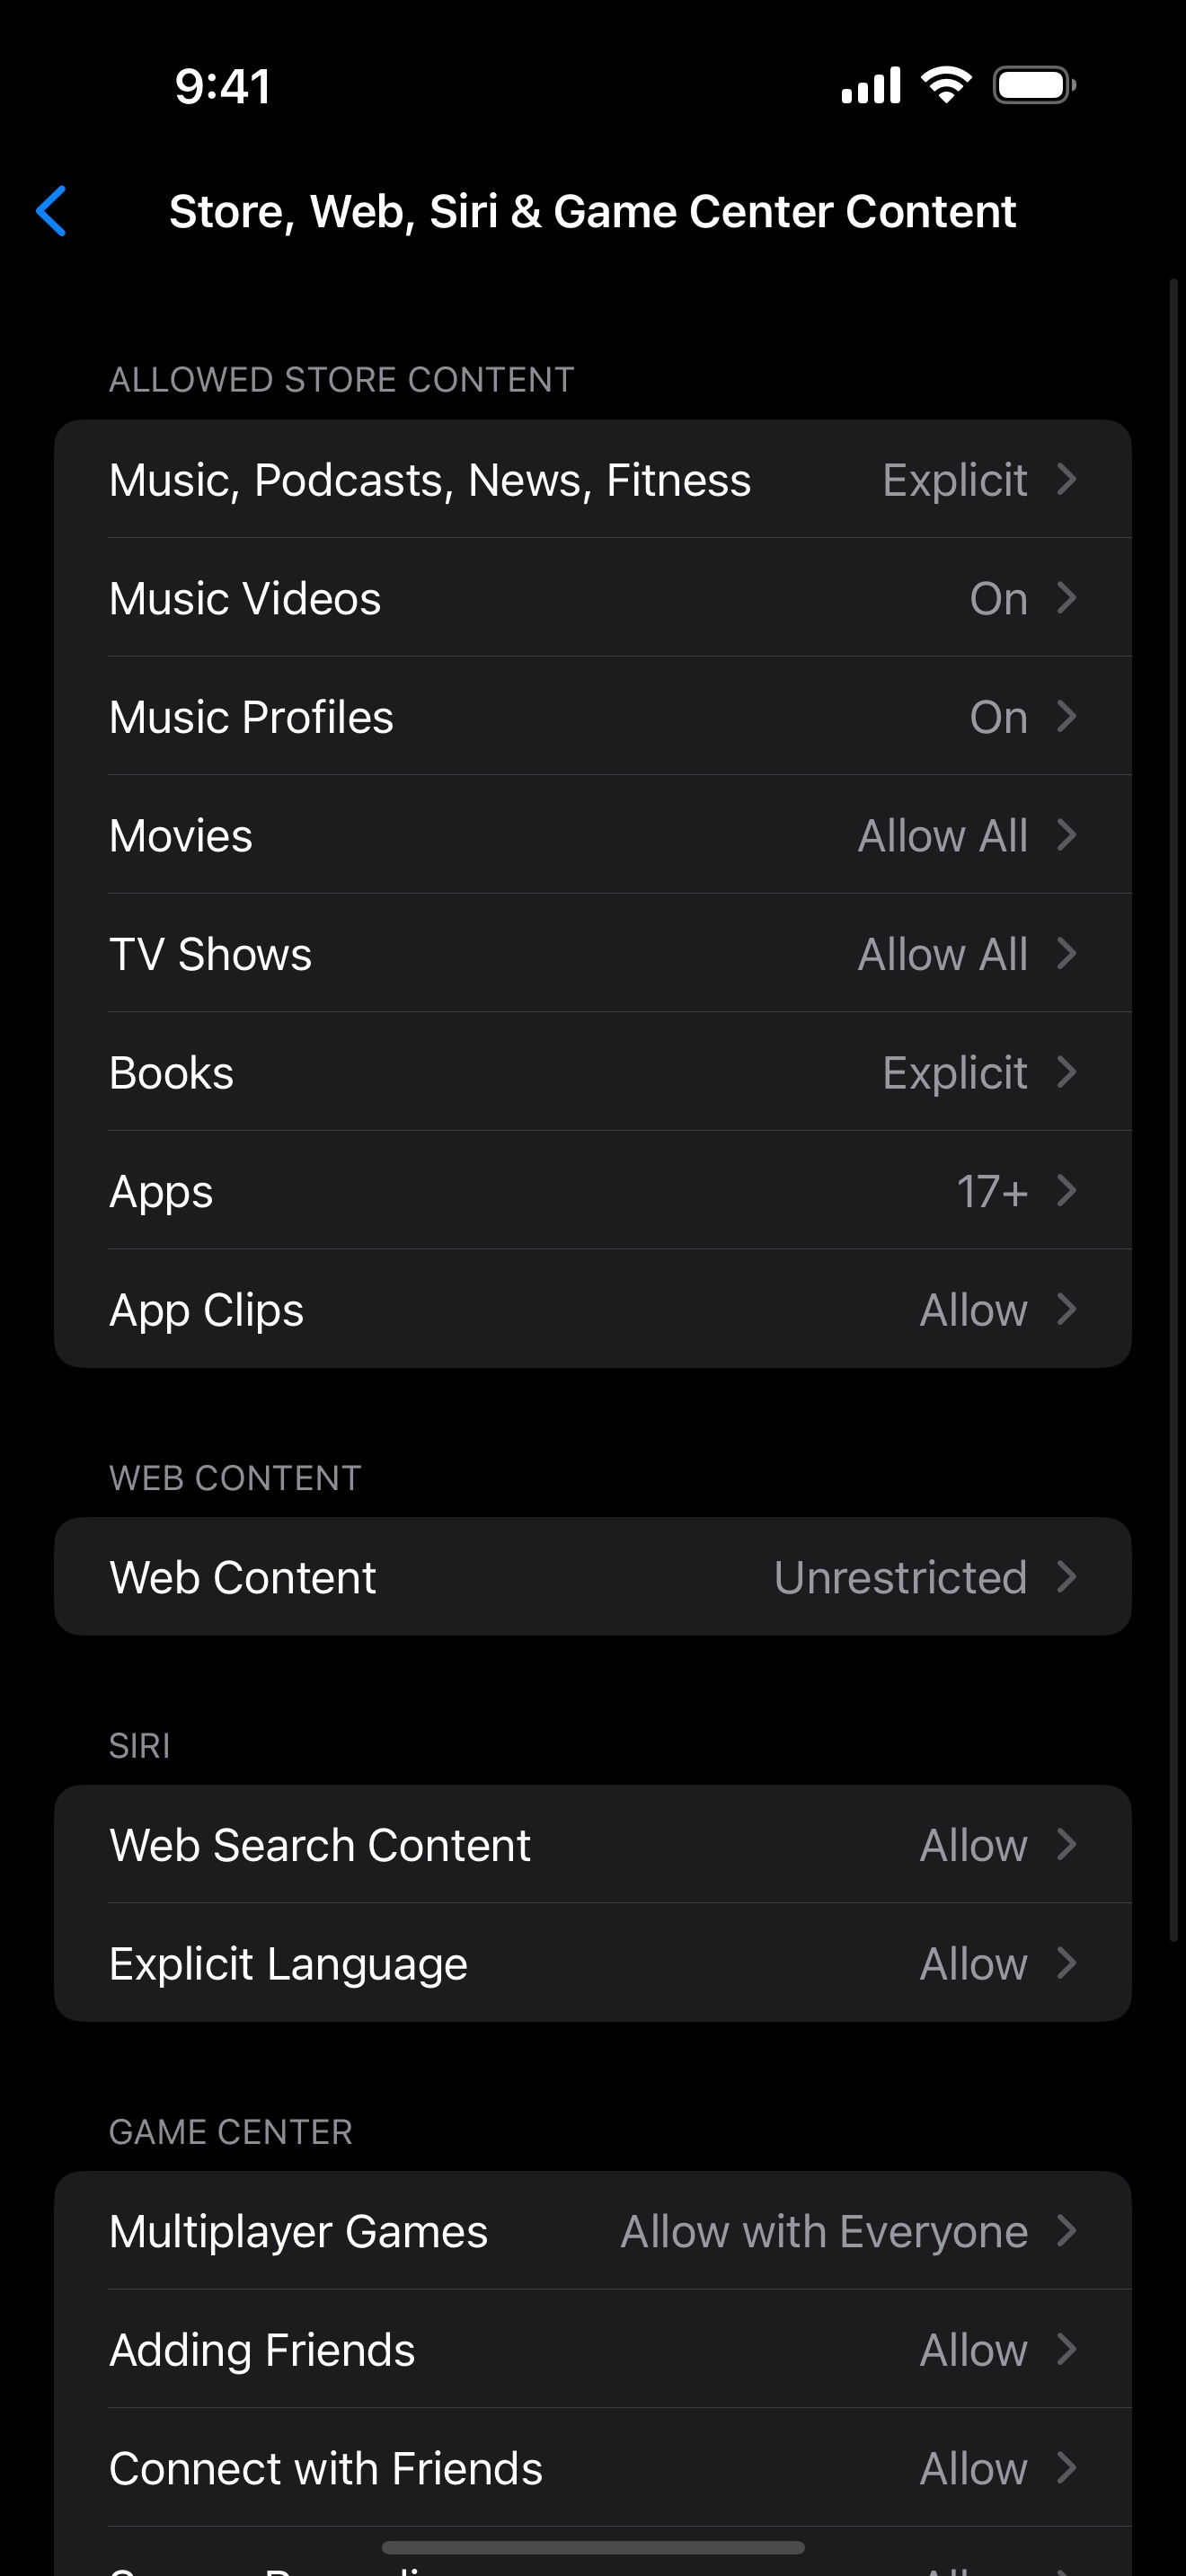 9:41
Store, Web, Siri & Game Center Content
ALLOWED STORE CONTENT
Music, Podcasts, News, Fitness Explicit
Music Videos On
Music Profiles On
Movies Allow All
TV Shows Allow All
Books Explicit
Apps 17+
App Clips Allow
WEB CONTENT
Web Content Unrestricted
SIRI
Web Search Content Allow
Explicit Language Allow
GAME CENTER
Multiplayer Games Allow with Everyone
Adding Friends Allow
Connect with Friends Allow